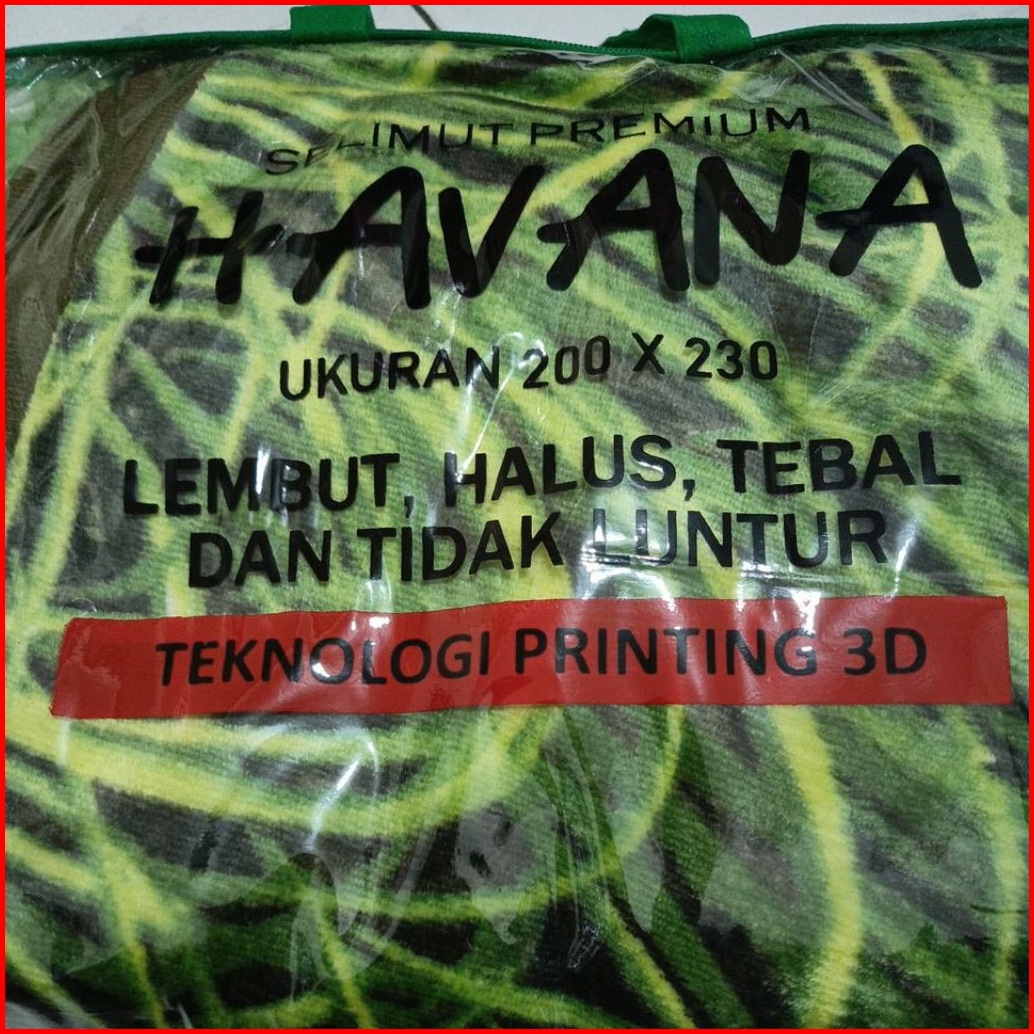 SELIMUT PREMIUM
HAVANA
UKURAN 200 X 230
LEMBUT, HALUS, TEBAL
DAN TIDAK LUNTUR
TEKNOLOGI PRINTING 3D